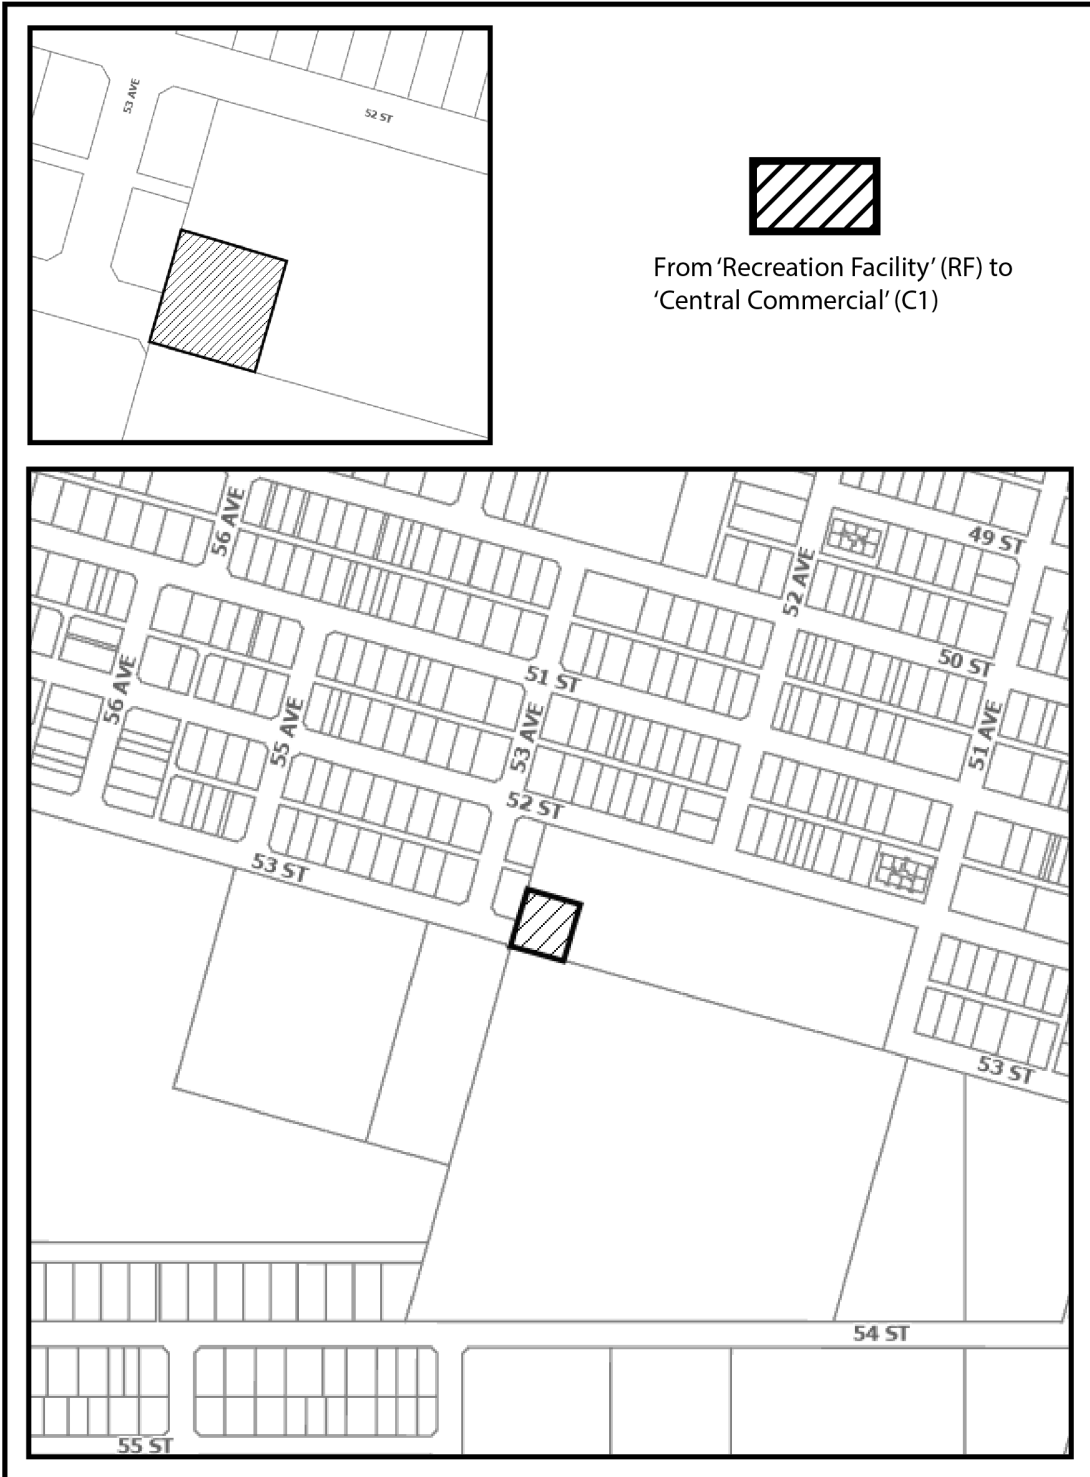 53 AVE
52 ST
From ‘Recreation Facility’ (RF) to
‘Central Commercial’ (C1)
56 AVE
49 ST
52 AVE
50 ST
56 AVE
51 ST
55 AVE
53 AVE
51 AVE
52 ST
53 ST
53 ST
54 ST
55 ST